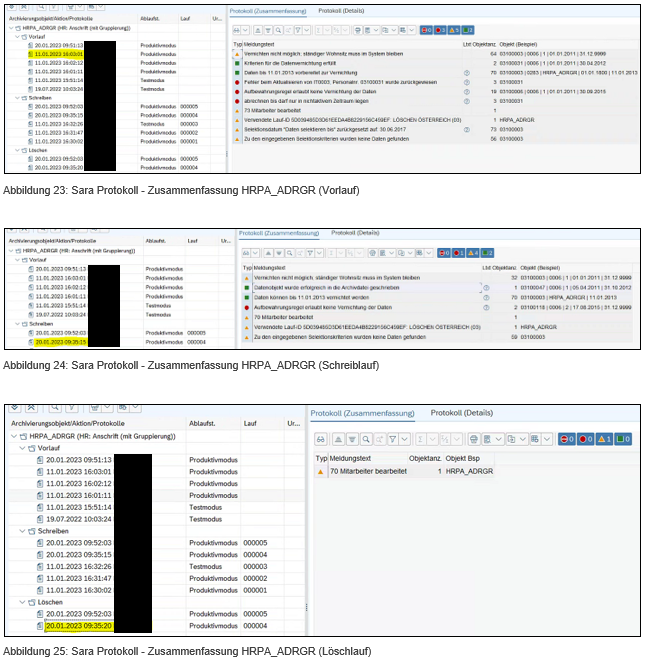 Archivierungsobjekt/Aktion/Protokolle Ablaufst. Lauf Ur...
HRPA_ADRGR (HR: Anschrift (mit Gruppierung))
Vorlauf
20.01.2023 09:51:13 Produktivmodus
11.01.2023 16:03:01 Produktivmodus
11.01.2023 16:02:12 Produktivmodus
11.01.2023 16:01:11 Produktivmodus
11.01.2023 15:51:14 Testmodus
19.07.2022 10:03:24 Testmodus
Schreiben
20.01.2023 09:52:03 Produktivmodus 000005
20.01.2023 09:35:15 Produktivmodus 000004
11.01.2023 16:32:26 Testmodus 000003
11.01.2023 16:31:47 Produktivmodus 000002
11.01.2023 16:30:02 Produktivmodus 000001
Löschen
20.01.2023 09:52:03 Produktivmodus 000005
20.01.2023 09:35:20 Produktivmodus 000004
Protokoll (Zusammenfassung) Protokoll (Details)
Typ Meldungstext Ltxt Objektanz. Objekt (Beispiel)
Vernichten nicht möglich, ständiger Wohnsitz muss im System bleiben 64 03100003 | 0006 | 1 | 01.01.2011 | 31.12.9999
Kriterien für die Datenvernichtung erfüllt 2 03100031 | 0006 | 1 | 01.01.2011 | 30.04.2012
Daten bis 11.01.2013 vorbereitet zur Vernichtung 70 03100003 | 0293 | HRPA_ADRGR | 01.01.1800 | 11.01.2013
Fehler beim Aktualisieren von IT0003, Personalnr. 03100031 wurde zurückgewiesen 3 03100031
Aufbewahrungsregel erlaubt keine Vernichtung der Daten 19 03100003 | 0006 | 1 | 01.01.2011 | 30.09.2015
abrechnen bis darf nur in nichtaktiven Zeitraum liegen 3 03100031
73 Mitarbeiter bearbeitet 1
Verwendete Lauf-ID LÖSCHEN ÖSTERREICH (03) 1 HRPA_ADRGR
Selektionsdatum "Daten selektieren bis" zurückgesetzt auf: 30.06.2017 73 03100003
Zu den eingegebenen Selektionskriterien wurden keine Daten gefunden 56 03100003
Abbildung 23: Sara Protokoll - Zusammenfassung HRPA_ADRGR (Vorlauf)
Archivierungsobjekt/Aktion/Protokolle Ablaufst. Lauf Ur...
HRPA_ADRGR (HR: Anschrift (mit Gruppierung))
Vorlauf
20.01.2023 09:51:13 Produktivmodus
11.01.2023 16:03:01 Produktivmodus
11.01.2023 16:02:12 Produktivmodus
11.01.2023 16:01:11 Produktivmodus
11.01.2023 15:51:14 Testmodus
19.07.2022 10:03:24 Testmodus
Schreiben
20.01.2023 09:52:03 Produktivmodus 000005
20.01.2023 09:35:15 Produktivmodus 000004
Protokoll (Zusammenfassung) Protokoll (Details)
Typ Meldungstext Ltxt Objektanz. Objekt (Beispiel)
Vernichten nicht möglich, ständiger Wohnsitz muss im System bleiben 32 03100003 | 0006 | 1 | 01.01.2011 | 31.12.9999
Datenobjekt wurde erfolgreich in die Archivdatei geschrieben 1 03100047 | 0006 | 1 | 05.04.2011 | 31.10.2012
Daten können bis 11.01.2013 vernichtet werden 70 03100003 | HRPA_ADRGR | 11.01.2013
Aufbewahrungsregel erlaubt keine Vernichtung der Daten 2 03100118 | 0006 | 2 | 17.08.2015 | 31.12.9999
70 Mitarbeiter bearbeitet 1
Verwendete Lauf-ID LÖSCHEN ÖSTERREICH (03) 1 HRPA_ADRGR
Zu den eingegebenen Selektionskriterien wurden keine Daten gefunden 59 03100003
Abbildung 24: Sara Protokoll - Zusammenfassung HRPA_ADRGR (Schreiblauf)
Archivierungsobjekt/Aktion/Protokolle Ablaufst. Lauf Ur...
HRPA_ADRGR (HR: Anschrift (mit Gruppierung))
Vorlauf
20.01.2023 09:51:13 Produktivmodus
11.01.2023 16:03:01 Produktivmodus
11.01.2023 16:02:12 Produktivmodus
11.01.2023 16:01:11 Produktivmodus
11.01.2023 15:51:14 Testmodus
19.07.2022 10:03:24 Testmodus
Schreiben
20.01.2023 09:52:03 Produktivmodus 000005
20.01.2023 09:35:15 Produktivmodus 000004
11.01.2023 16:32:26 Testmodus 000003
11.01.2023 16:31:47 Produktivmodus 000002
11.01.2023 16:30:02 Produktivmodus 000001
Löschen
20.01.2023 09:52:03 Produktivmodus 000005
20.01.2023 09:35:20 Produktivmodus 000004
Protokoll (Zusammenfassung) Protokoll (Details)
0 0 1 0
Typ Meldungstext Objektanz. Objekt Bsp
70 Mitarbeiter bearbeitet 1 HRPA_ADRGR
Abbildung 25: Sara Protokoll - Zusammenfassung HRPA_ADRGR (Löschlauf)